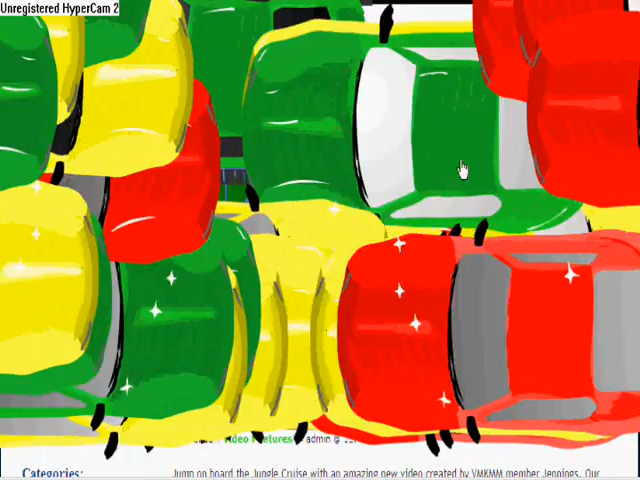 Unregistered HyperCam 2
Video Features admin @
Categories:
Jump on board the Jungle Cruise with an amazing new video created by VMKMM member Jennings. Our